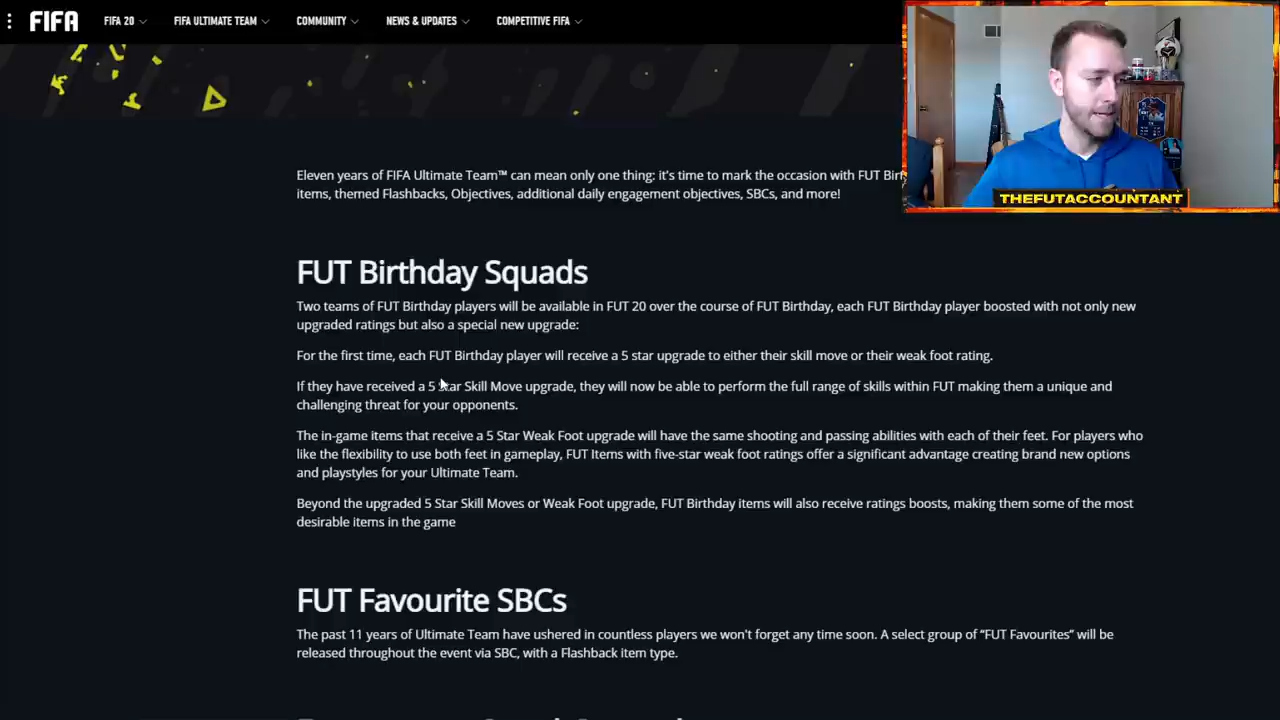 FIFA
FIFA 20
FIFA ULTIMATE TEAM
COMMUNITY
NEWS & UPDATES
COMPETITIVE FIFA
THEFUTACCOUNTANT
Eleven years of FIFA Ultimate Team™ can mean only one thing: it's time to mark the occasion with FUT
items, themed Flashbacks, Objectives, additional daily engagement objectives, SBCs, and more!
FUT Birthday Squads
Two teams of FUT Birthday players will be available in FUT 20 over the course of FUT Birthday, each FUT Birthday player boosted with not only new
upgraded ratings but also a special new upgrade:
For the first time, each FUT Birthday player will receive a 5 star upgrade to either their skill move or their weak foot rating.
If they have received a 5 Star Skill Move upgrade, they will now be able to perform the full range of skills within FUT making them a unique and
challenging threat for your opponents.
The in-game items that receive a 5 Star Weak Foot upgrade will have the same shooting and passing abilities with each of their feet. For players who
like the flexibility to use both feet in gameplay, FUT Items with five-star weak foot ratings offer a significant advantage creating brand new options
and playstyles for your Ultimate Team.
Beyond the upgraded 5 Star Skill Moves or Weak Foot upgrade, FUT Birthday items will also receive ratings boosts, making them some of the most
desirable items in the game
FUT Favourite SBCs
The past 11 years of Ultimate Team have ushered in countless players we won't forget any time soon. A select group of “FUT Favourites” will be
released throughout the event via SBC, with a Flashback item type.